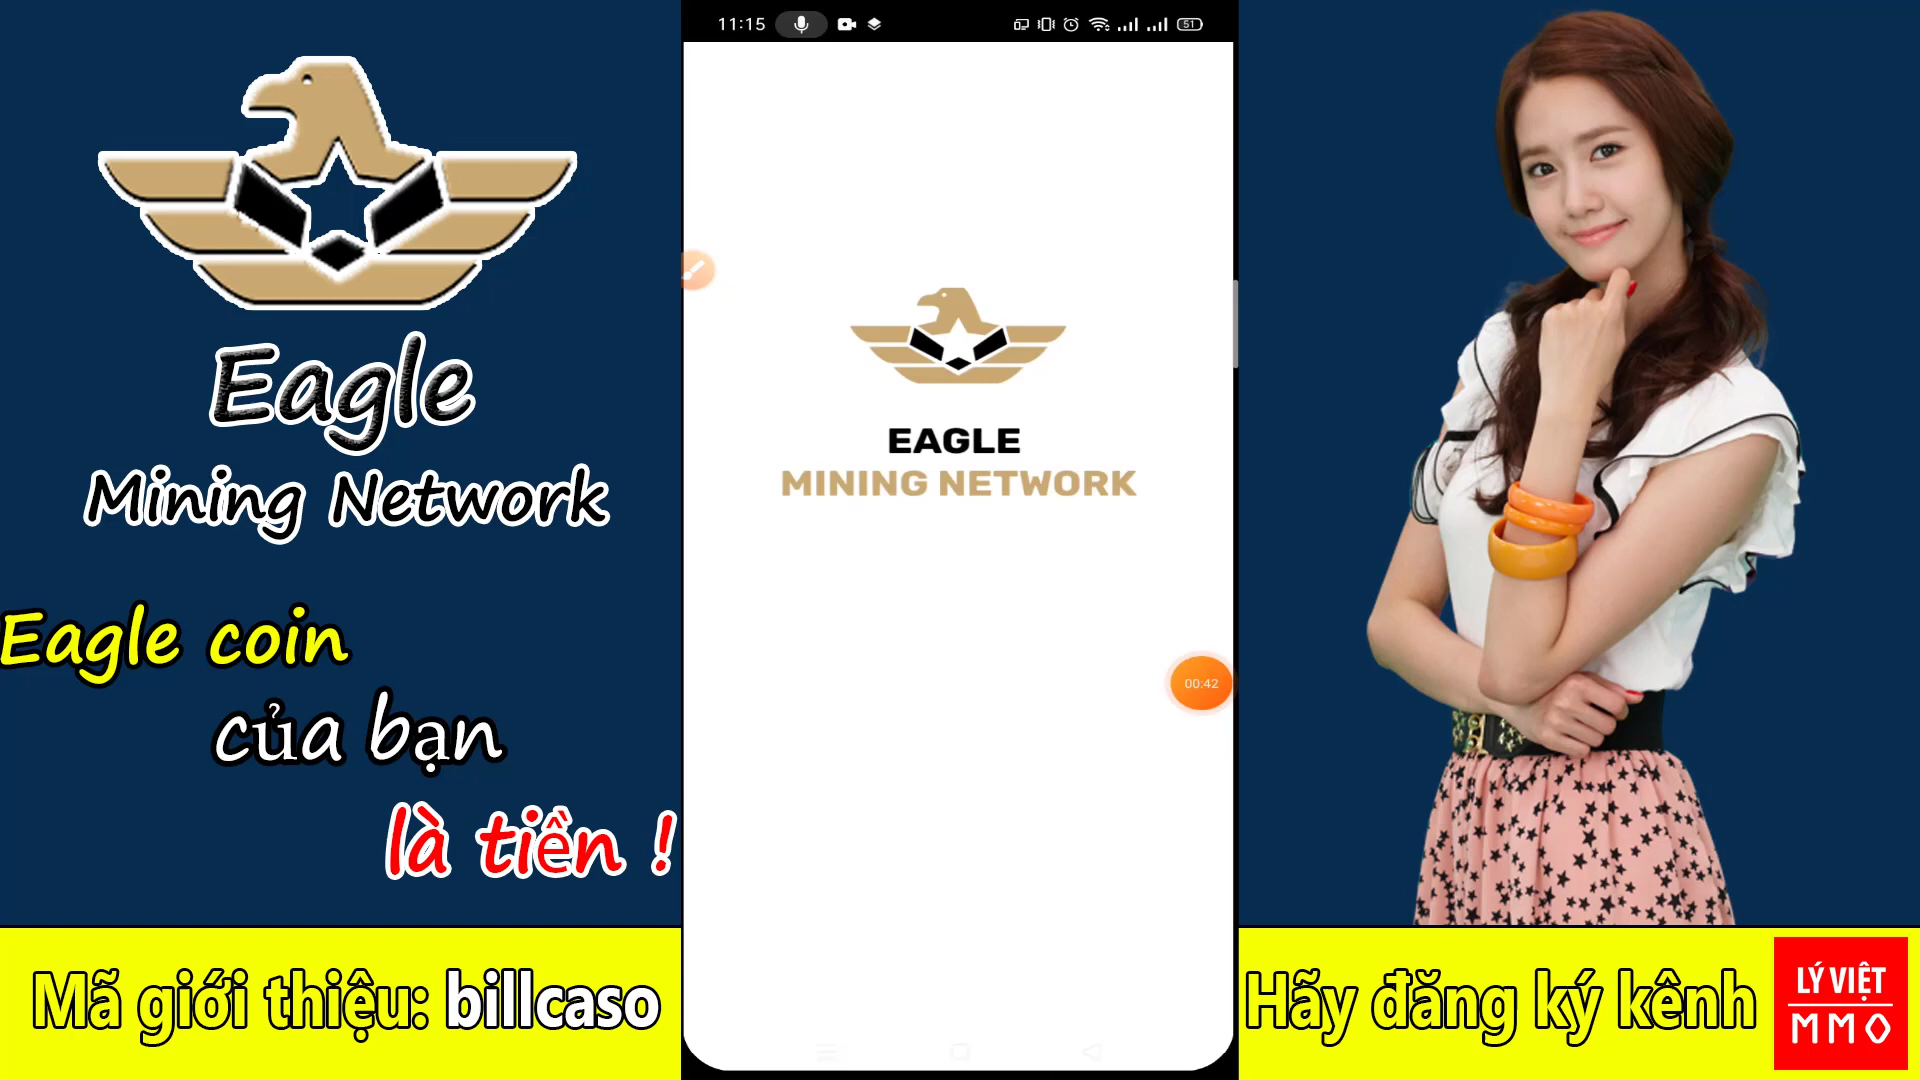 Eagle
Mining Network
Eagle coin
của bạn
là tiền !
Mã giới thiệu: billcaso
11:15
51
EAGLE
MINING NETWORK
00:42
Hãy đăng ký kênh
LÝ VIỆT
MMO